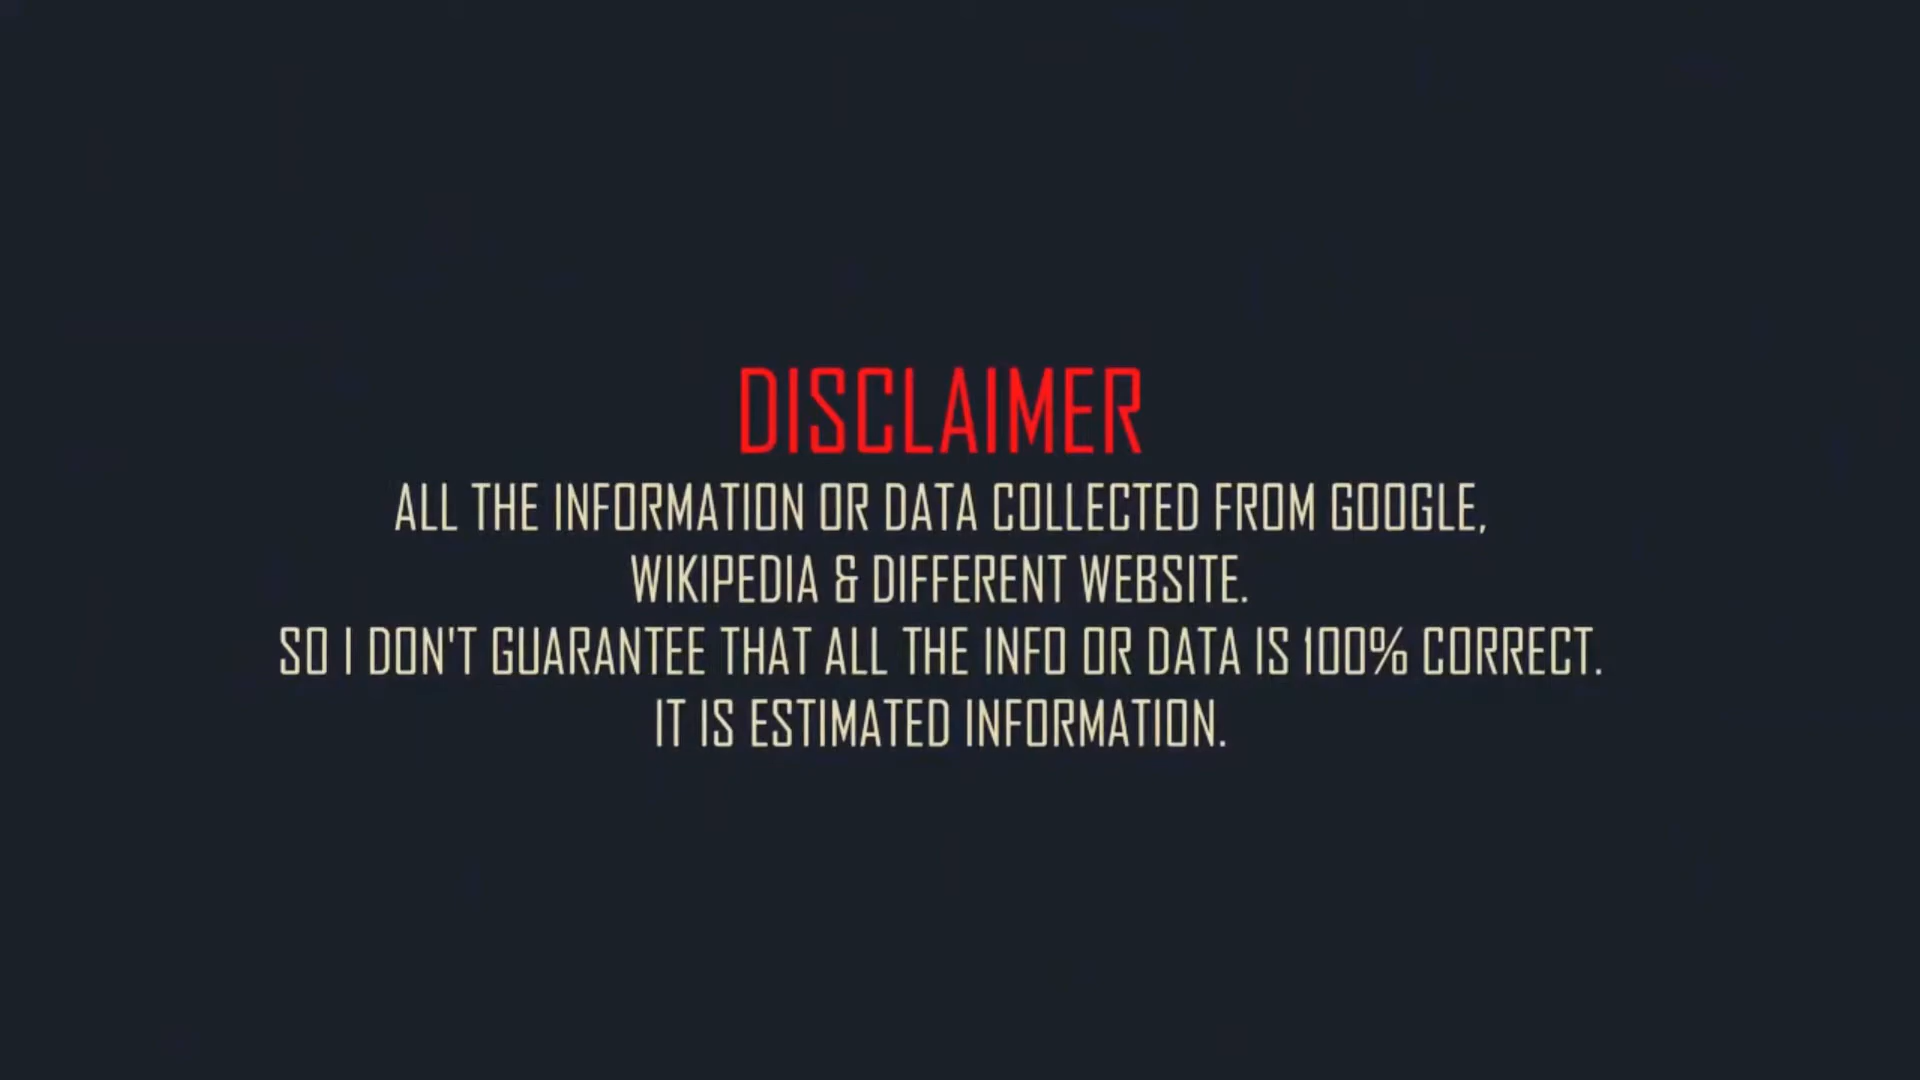 DISCLAIMER
ALL THE INFORMATION OR DATA COLLECTED FROM GOOGLE,
WIKIPEDIA & DIFFERENT WEBSITE.
SO I DON'T GUARANTEE THAT ALL THE INFO OR DATA IS 100% CORRECT.
IT IS ESTIMATED INFORMATION.